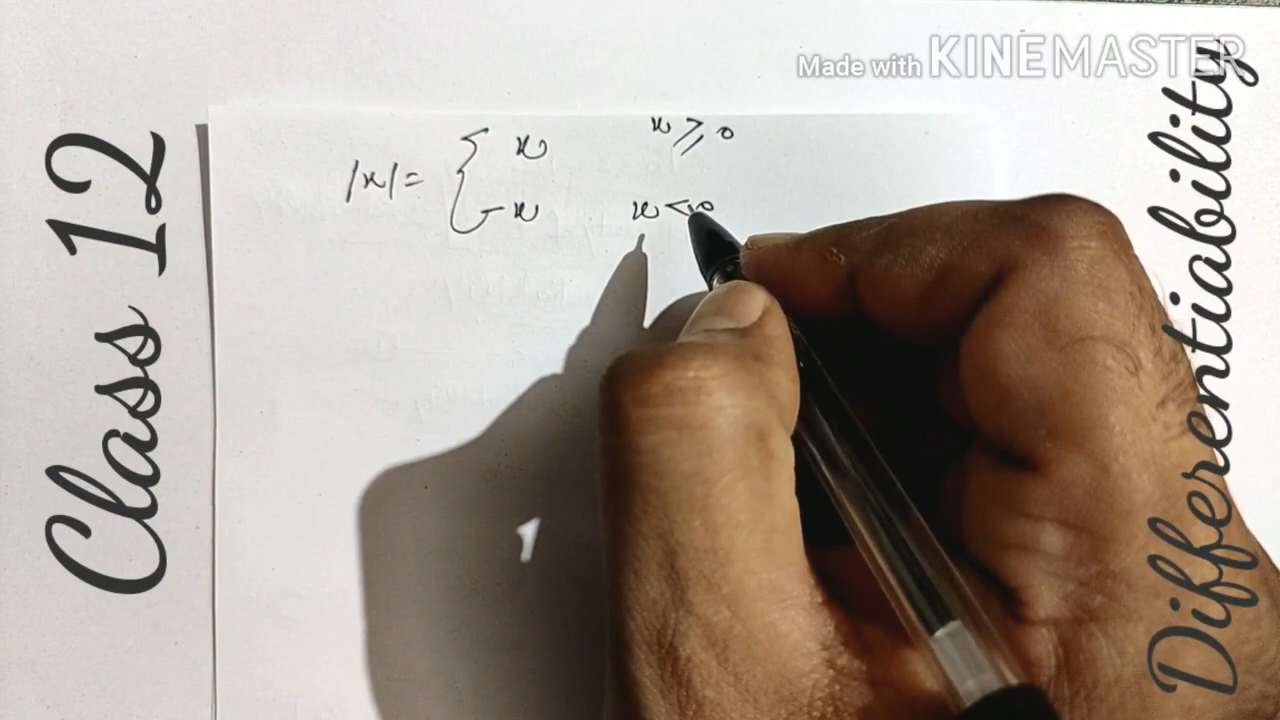 Made with KINEMASTER
Class 12
|x| = { x x ≥ 0
-x x < 0
Differentiability